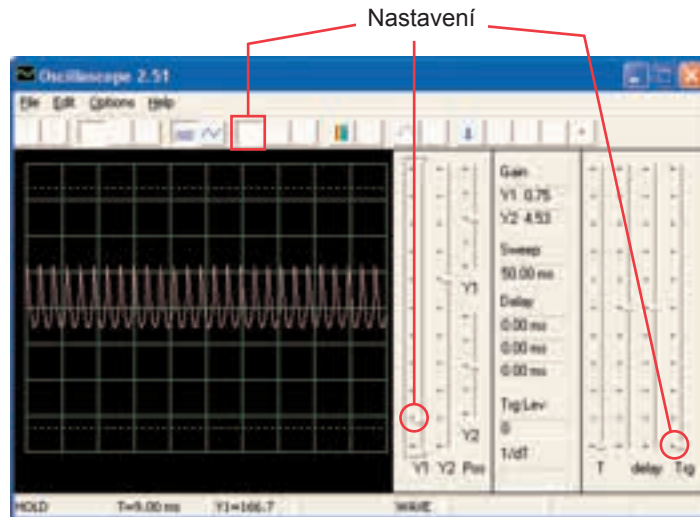 Nastavení
Oscilloscope 2.51
File Edit Options Help
Gain
Y1 0.75
Y2 4.53
Sweep
50.00 ms
Delay
0.00 ms
0.00 ms
0.00 ms
Trig Lev
0
1/dT
Y1
Y2
Y1 Y2 Pos
T delay Trg
HOLD T=9.00 ms Y1=166.7 WAVE